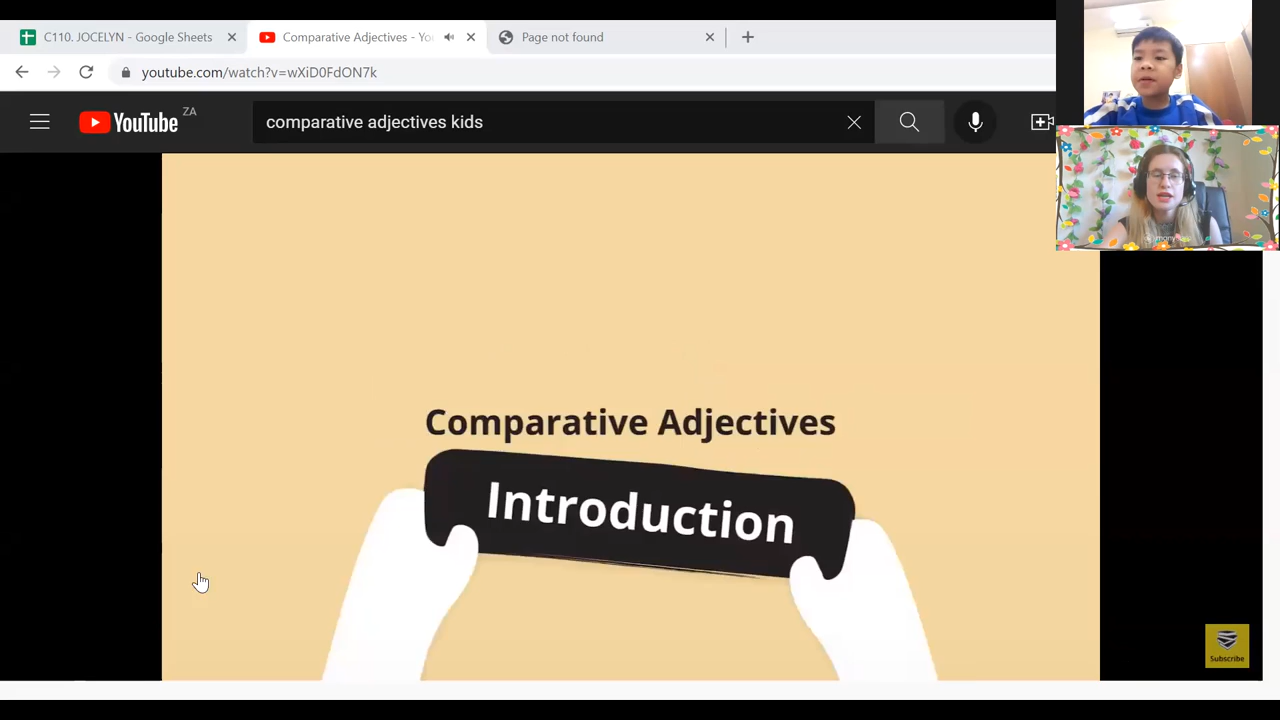 C110. JOCELYN - Google Sheets
Comparative Adjectives - Yo
Page not found
youtube.com/watch?v=wXiD0FdON7k
YouTube ZA
comparative adjectives kids
Comparative Adjectives
Introduction
Subscribe